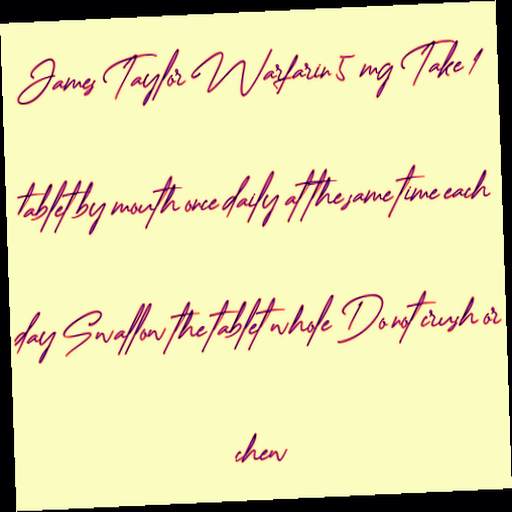 James Taylor Warfarin 5 mg Take 1
tablet by mouth once daily at the same time each
day Swallow the tablet whole Do not crush or
chew